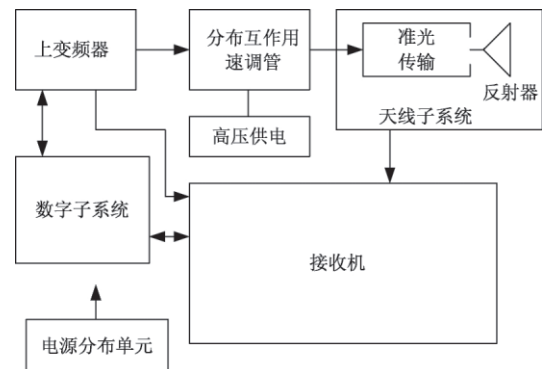 上变频器
分布互作用
速调管
准光
传输
反射器
天线子系统
高压供电
数字子系统
接收机
电源分布单元